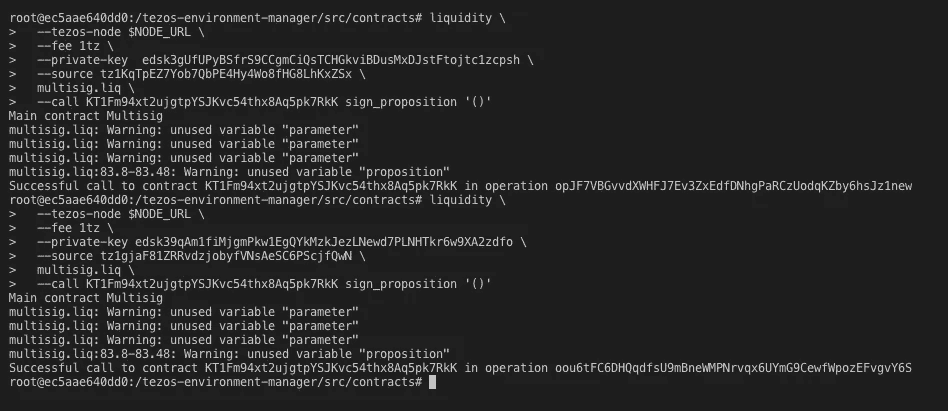 root@ec5aae640dd0:/tezos-environment-manager/src/contracts# liquidity \
>   --tezos-node $NODE_URL \
>   --fee 1tz \
>   --private-key  edsk3gUfUPyBSfrS9CCgmCiQsTCHGkviBDusMxDJstFtojtc1zcpsh \
>   --source tz1KqTpEZ7Yob7QbPE4Hy4Wo8fHG8LhKxZSx \
>   multisig.liq \
>   --call KT1Fm94xt2ujgtpYSJKvc54thx8Aq5pk7RkK sign_proposition '()'
Main contract Multisig
multisig.liq: Warning: unused variable "parameter"
multisig.liq: Warning: unused variable "parameter"
multisig.liq: Warning: unused variable "parameter"
multisig.liq:83.8-83.48: Warning: unused variable "proposition"
Successful call to contract KT1Fm94xt2ujgtpYSJKvc54thx8Aq5pk7RkK in operation opJF7VBGvvdXWHFJ7Ev3ZxEdfDNhgPaRCzUodqKZby6hsJz1new
root@ec5aae640dd0:/tezos-environment-manager/src/contracts# liquidity \
>   --tezos-node $NODE_URL \
>   --fee 1tz \
>   --private-key edsk39qAm1fiMjgmPkw1EgQYkMzkJezLNewd7PLNHTkr6w9XA2zdfo \
>   --source tz1gjaF81ZRRvdzjobyfVNsAeSC6PScjfQwN \
>   multisig.liq \
>   --call KT1Fm94xt2ujgtpYSJKvc54thx8Aq5pk7RkK sign_proposition '()'
Main contract Multisig
multisig.liq: Warning: unused variable "parameter"
multisig.liq: Warning: unused variable "parameter"
multisig.liq: Warning: unused variable "parameter"
multisig.liq:83.8-83.48: Warning: unused variable "proposition"
Successful call to contract KT1Fm94xt2ujgtpYSJKvc54thx8Aq5pk7RkK in operation oou6tFC6DHQqdfsU9mBneWMPNrvqx6UYmG9CewfWpozEFvgvY6S
root@ec5aae640dd0:/tezos-environment-manager/src/contracts#